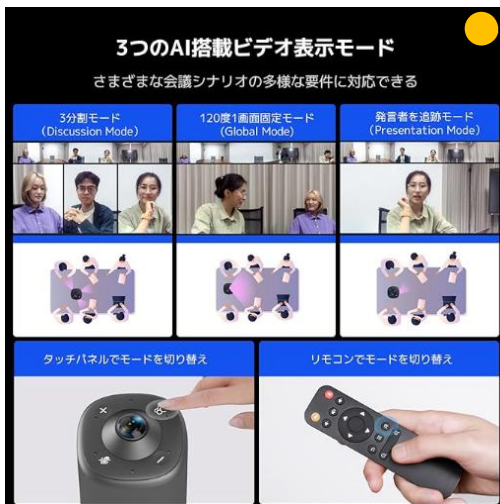 3つのAI搭載ビデオ表示モード
さまざまな会議シナリオの多様な要件に対応できる
3分割モード
（Discussion Mode）
120度1画面固定モード
（Global Mode）
発言者を追跡モード
（Presentation Mode）
タッチパネルでモードを切り替え
リモコンでモードを切り替え